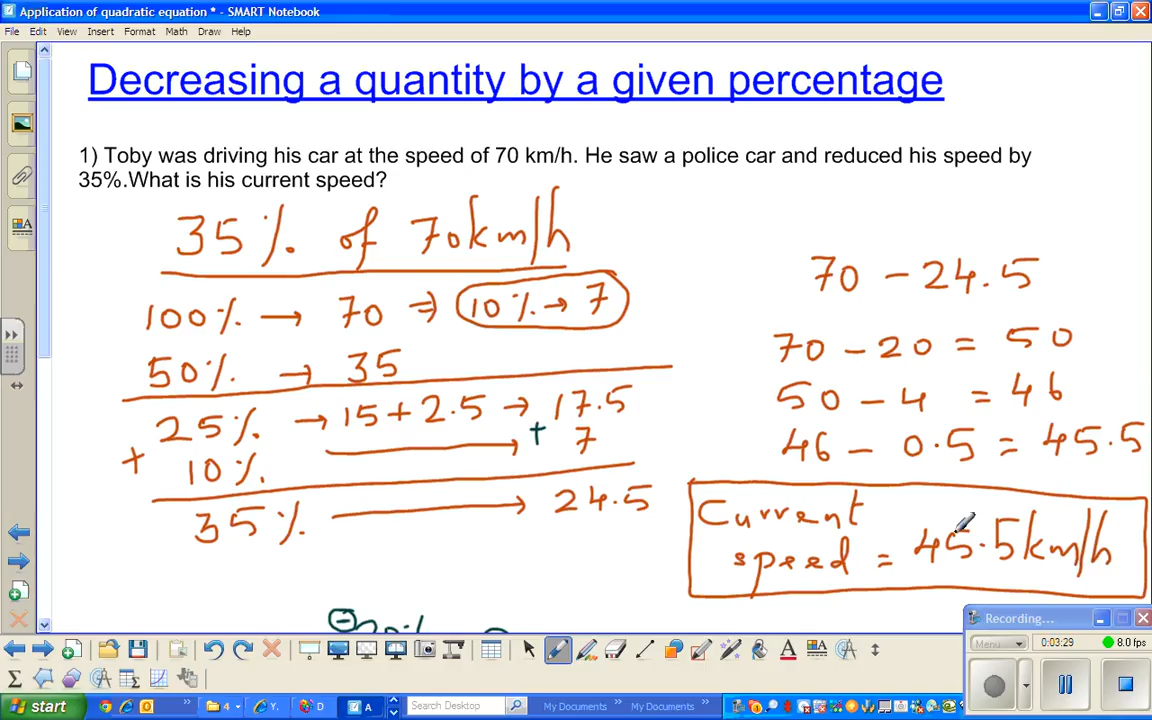 Application of quadratic equation * - SMART Notebook
File Edit View Insert Format Math Draw Help
Decreasing a quantity by a given percentage
1) Toby was driving his car at the speed of 70 km/h. He saw a police car and reduced his speed by
35%.What is his current speed?
35% of 70km/h
100% → 70 ⇒ 10% → 7
50% → 35
25% → 15 + 2.5 → 17.5
+ 10% → + 7
35% → 24.5
70 - 24.5
70 - 20 = 50
50 - 4 = 46
46 - 0.5 = 45.5
Current
speed = 45.5km/h
Recording...
Menu 0:03:29 8.0 fps
start 4 Y. D A Search Desktop My Documents My Documents